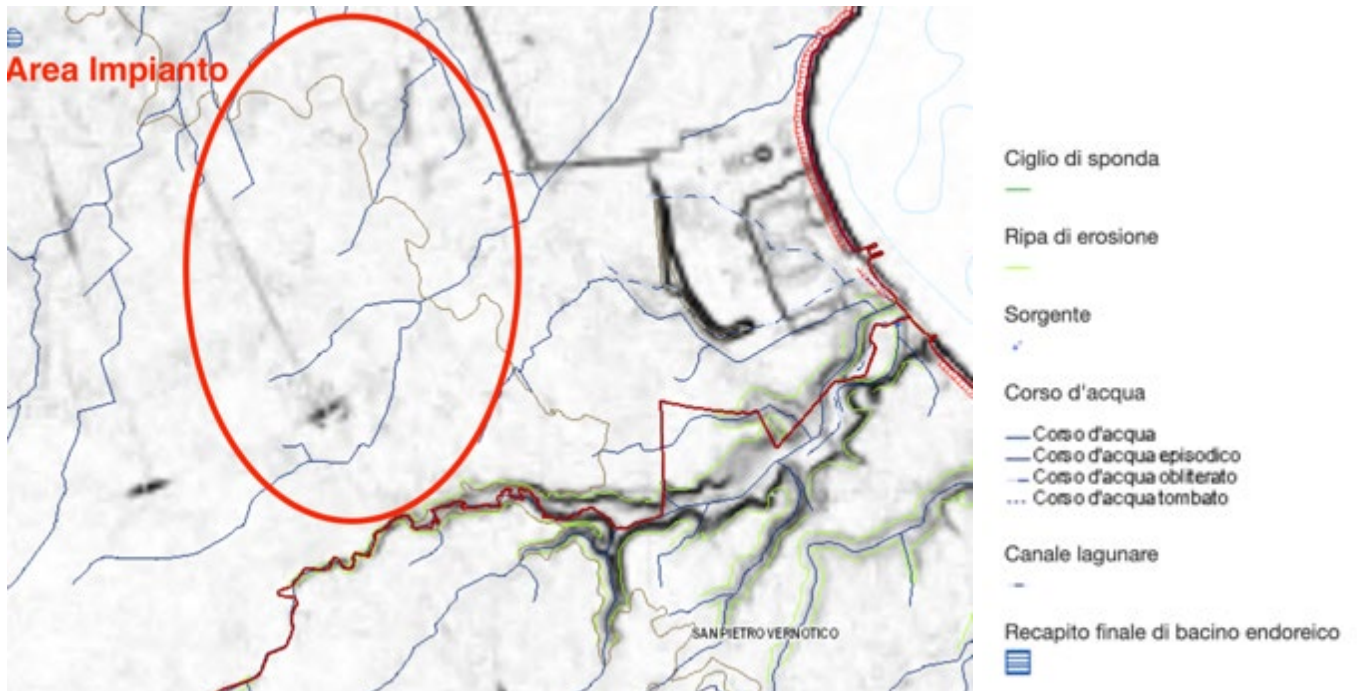 Area Impianto
SAN PIETRO VERNOTICO
Ciglio di sponda
Ripa di erosione
Sorgente
Corso d'acqua
Corso d'acqua
Corso d'acqua episodico
Corso d'acqua obliterato
Corso d'acqua tombato
Canale lagunare
Recapito finale di bacino endoreico